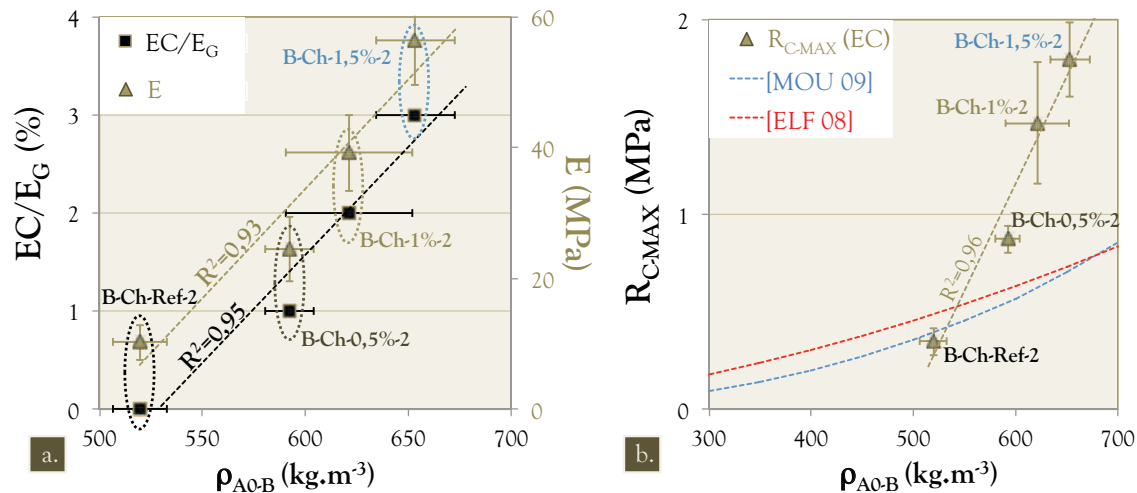 4
3
2
1
0
EC/E_G (%)
EC/E_G
E
B-Ch-1,5%-2
B-Ch-1%-2
B-Ch-0,5%-2
B-Ch-Ref-2
R²=0,93
R²=0,95
60
40
20
0
E (MPa)
500 550 600 650 700
ρ_A0-B (kg.m⁻³)
a.
2
1
0
R_C-MAX (MPa)
R_C-MAX (EC)
[MOU 09]
[ELF 08]
B-Ch-1,5%-2
B-Ch-1%-2
B-Ch-0,5%-2
R²=0,96
B-Ch-Ref-2
300 400 500 600 700
ρ_A0-B (kg.m⁻³)
b.